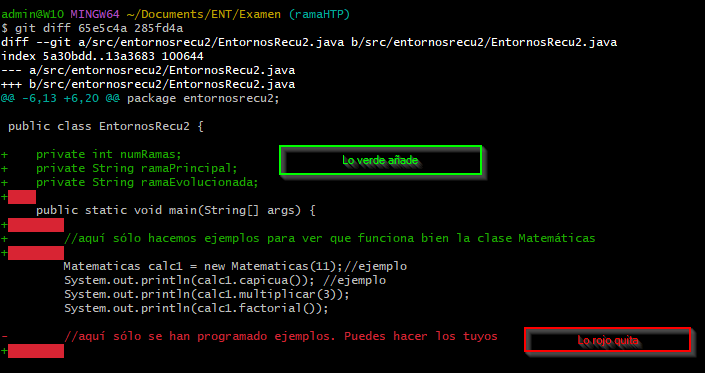 admin@W10 MINGW64 ~/Documents/ENT/Examen (ramaHTP)
$ git diff 65e5c4a 285fd4a
diff --git a/src/entornosrecu2/EntornosRecu2.java b/src/entornosrecu2/EntornosRecu2.java
index 5a30bdd..13a3683 100644
--- a/src/entornosrecu2/EntornosRecu2.java
+++ b/src/entornosrecu2/EntornosRecu2.java
@@ -6,13 +6,20 @@ package entornosrecu2;
public class EntornosRecu2 {
+    private int numRamas;
Lo verde añade
+    private String ramaPrincipal;
+    private String ramaEvolucionada;
+
    public static void main(String[] args) {
+
+        //aquí sólo hacemos ejemplos para ver que funciona bien la clase Matemáticas
+
        Matematicas calc1 = new Matematicas(11);//ejemplo
        System.out.println(calc1.capicua()); //ejemplo
        System.out.println(calc1.multiplicar(3));
        System.out.println(calc1.factorial());
-        //aquí sólo se han programado ejemplos. Puedes hacer los tuyos
Lo rojo quita
+